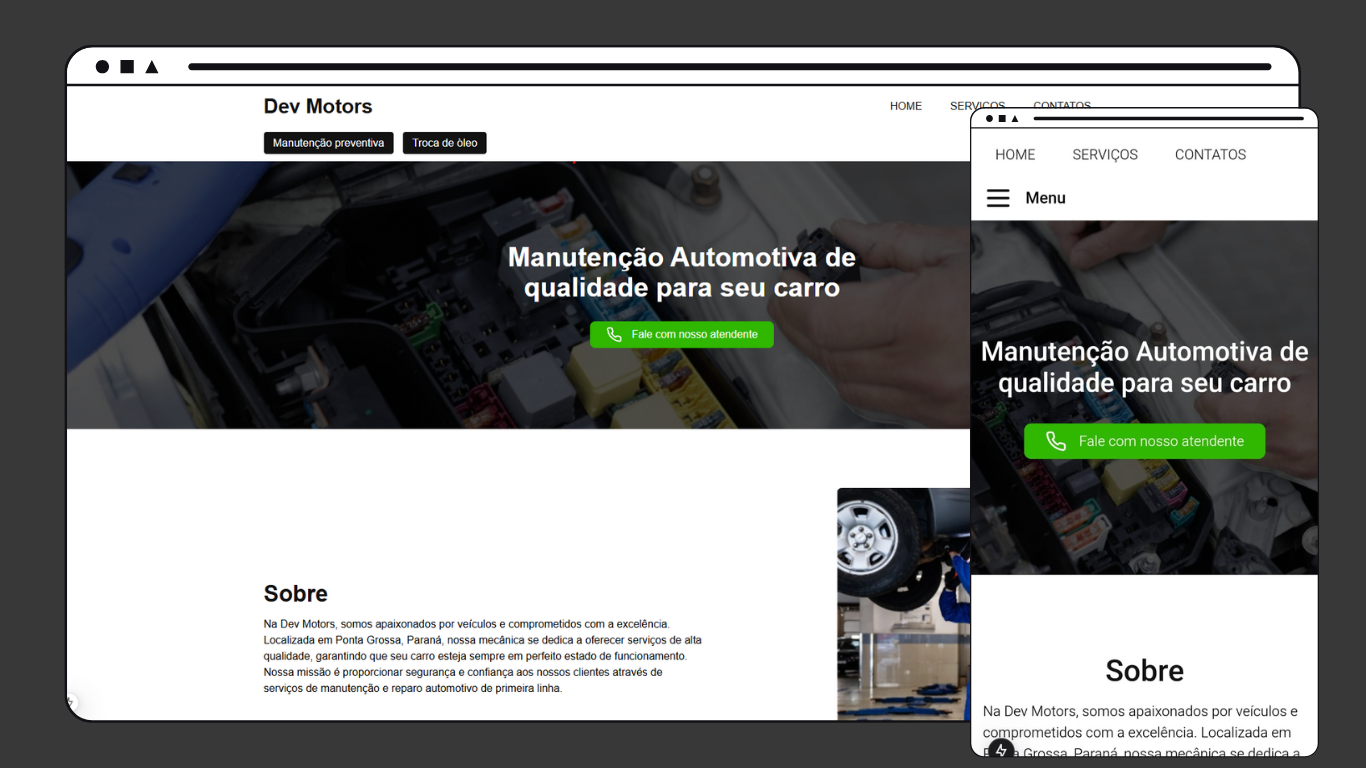 Dev Motors
HOME SERVIÇOS CONTATOS
Manutenção preventiva Troca de òleo
Manutenção Automotiva de
qualidade para seu carro
Fale com nosso atendente
Sobre
Na Dev Motors, somos apaixonados por veículos e comprometidos com a excelência.
Localizada em Ponta Grossa, Paraná, nossa mecânica se dedica a oferecer serviços de alta
qualidade, garantindo que seu carro esteja sempre em perfeito estado de funcionamento.
Nossa missão é proporcionar segurança e confiança aos nossos clientes através de
serviços de manutenção e reparo automotivo de primeira linha.
HOME SERVIÇOS CONTATOS
Menu
Manutenção Automotiva de
qualidade para seu carro
Fale com nosso atendente
Sobre
Na Dev Motors, somos apaixonados por veículos e
comprometidos com a excelência. Localizada em
Grossa, Paraná, nossa mecânica se dedica a